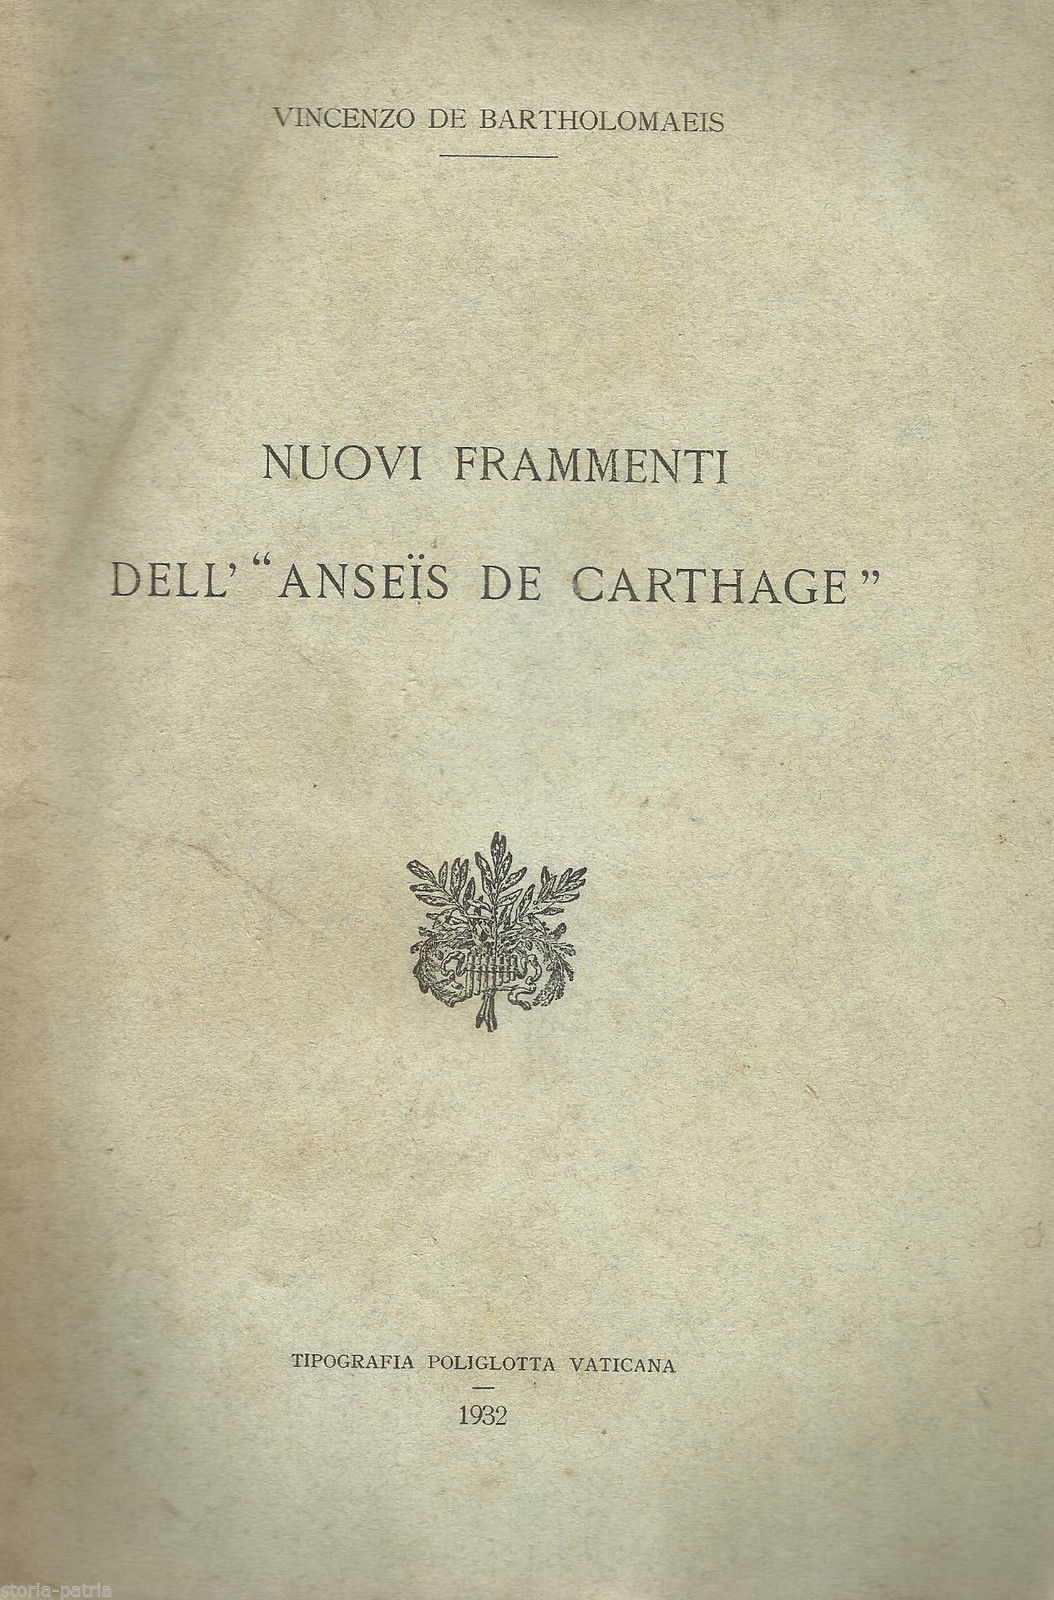 VINCENZO DE BARTHOLOMAEIS
NUOVI FRAMMENTI
DELL' “ANSEÏS DE CARTHAGE”
TIPOGRAFIA POLIGLOTTA VATICANA
1932
storia-patria